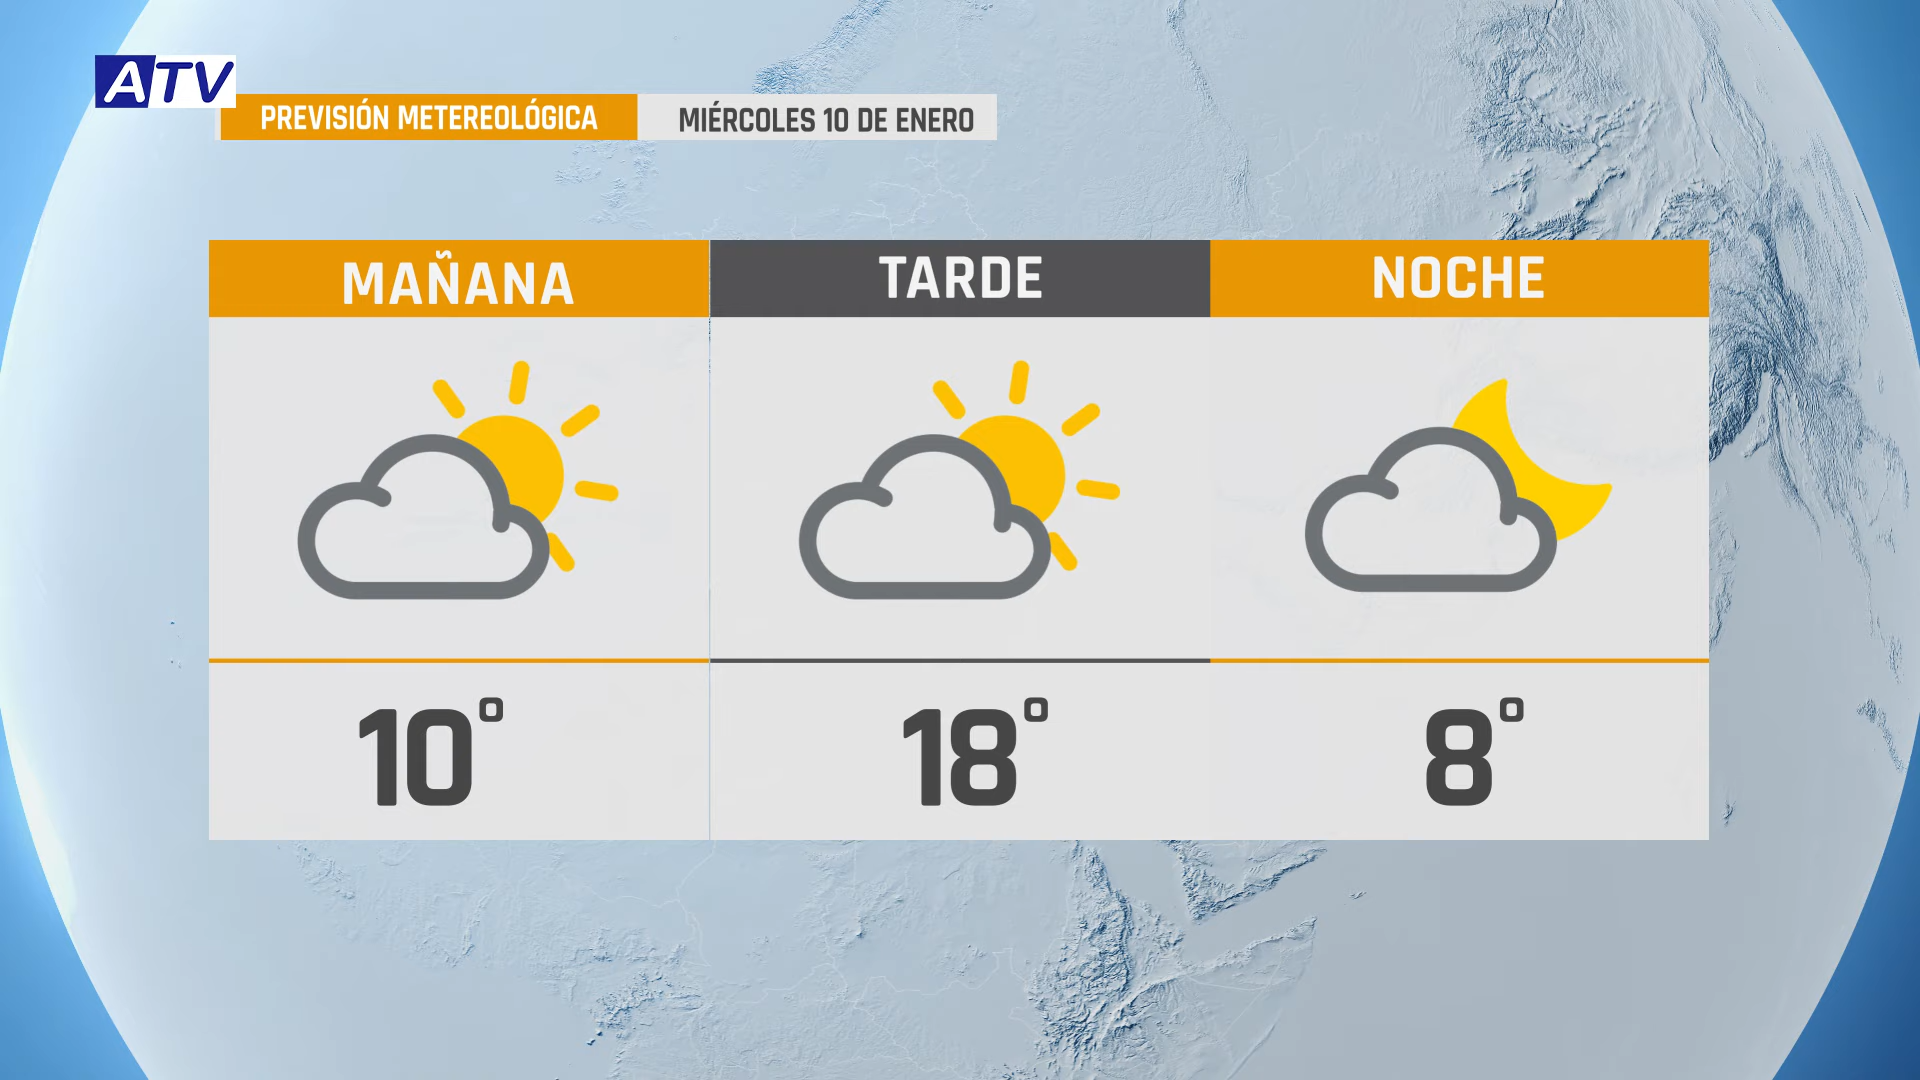 ATV
PREVISIÓN METEREOLÓGICA
MIÉRCOLES 10 DE ENERO
MAÑANA
TARDE
NOCHE
10°
18°
8°